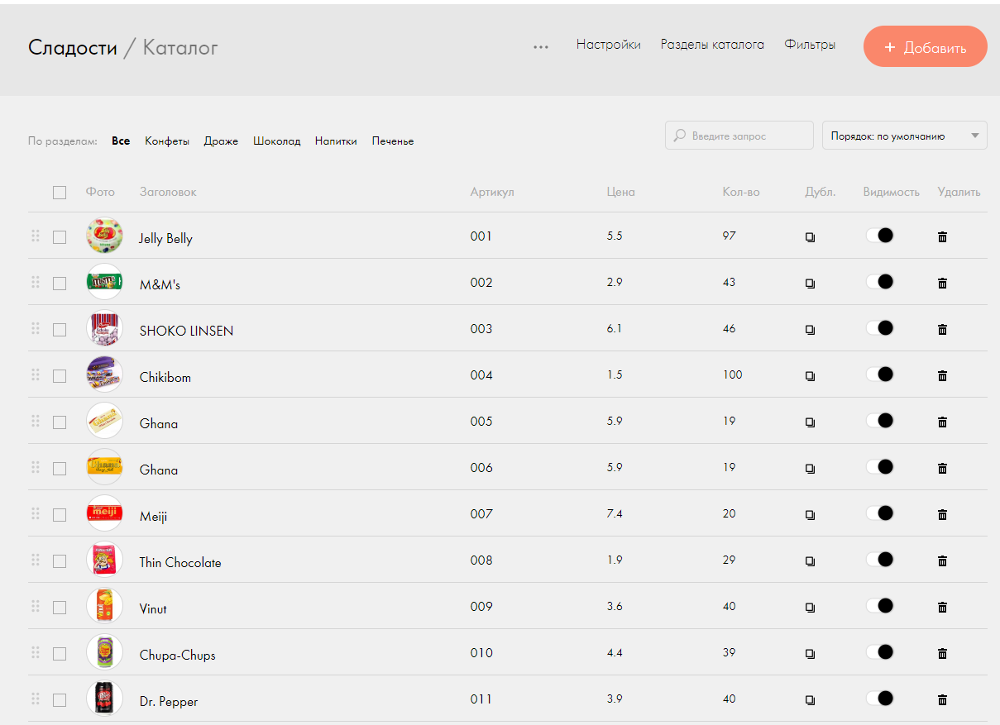 Сладости / Каталог
... Настройки Разделы каталога Фильтры + Добавить
По разделам: Все Конфеты Драже Шоколад Напитки Печенье Введите запрос Порядок: по умолчанию
Фото Заголовок Артикул Цена Кол-во Дубл. Видимость Удалить
Jelly Belly 001 5.5 97
M&M's 002 2.9 43
SHOKO LINSEN 003 6.1 46
Chikibom 004 1.5 100
Ghana 005 5.9 19
Ghana 006 5.9 19
Meiji 007 7.4 20
Thin Chocolate 008 1.9 29
Vinut 009 3.6 40
Chupa-Chups 010 4.4 39
Dr. Pepper 011 3.9 40